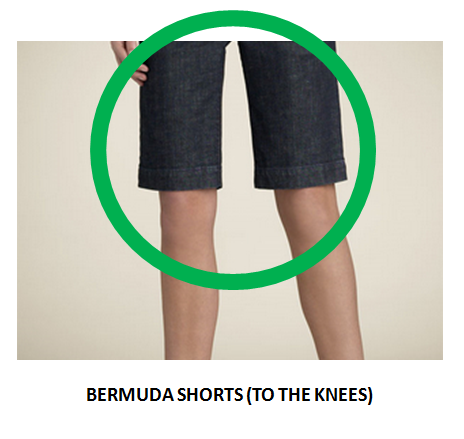 BERMUDA SHORTS (TO THE KNEES)